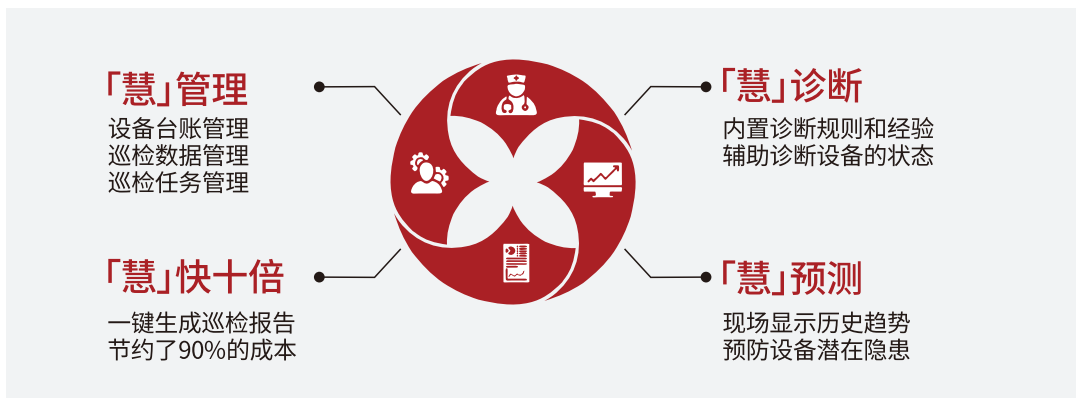 「慧」管理
设备台账管理
巡检数据管理
巡检任务管理
「慧」诊断
内置诊断规则和经验
辅助诊断设备的状态
「慧」快十倍
一键生成巡检报告
节约了90%的成本
「慧」预测
现场显示历史趋势
预防设备潜在隐患